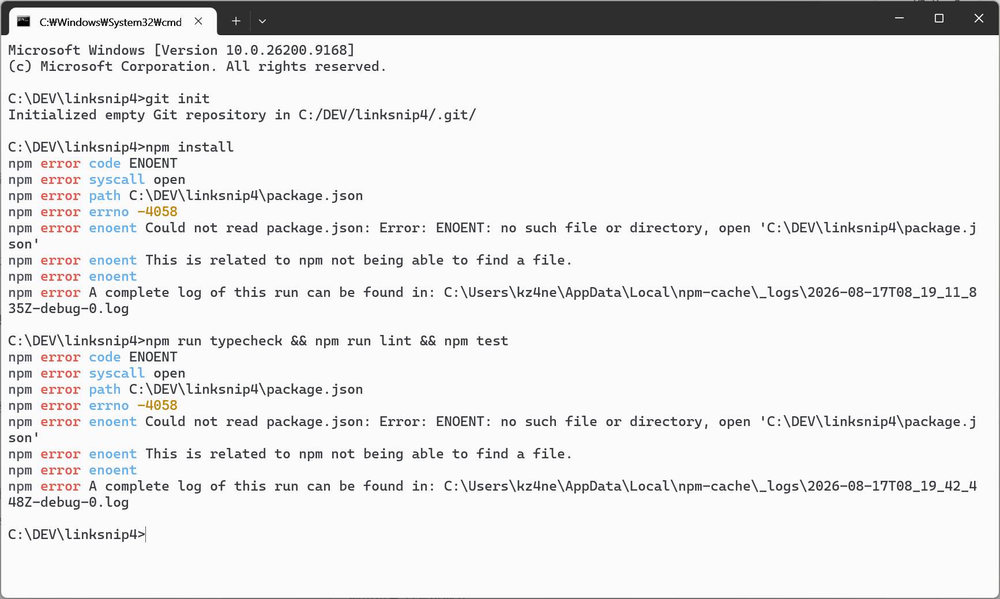 C:₩Windows₩System32₩cmd
Microsoft Windows [Version 10.0.26200.9168]
(c) Microsoft Corporation. All rights reserved.
C:\DEV\linksnip4>git init
Initialized empty Git repository in C:/DEV/linksnip4/.git/
C:\DEV\linksnip4>npm install
npm error code ENOENT
npm error syscall open
npm error path C:\DEV\linksnip4\package.json
npm error errno -4058
npm error enoent Could not read package.json: Error: ENOENT: no such file or directory, open 'C:\DEV\linksnip4\package.j
son'
npm error enoent This is related to npm not being able to find a file.
npm error enoent
npm error A complete log of this run can be found in: C:\Users\kz4ne\AppData\Local\npm-cache\_logs\2026-08-17T08_19_11_8
35Z-debug-0.log
C:\DEV\linksnip4>npm run typecheck && npm run lint && npm test
npm error code ENOENT
npm error syscall open
npm error path C:\DEV\linksnip4\package.json
npm error errno -4058
npm error enoent Could not read package.json: Error: ENOENT: no such file or directory, open 'C:\DEV\linksnip4\package.j
son'
npm error enoent This is related to npm not being able to find a file.
npm error enoent
npm error A complete log of this run can be found in: C:\Users\kz4ne\AppData\Local\npm-cache\_logs\2026-08-17T08_19_42_4
48Z-debug-0.log
C:\DEV\linksnip4>